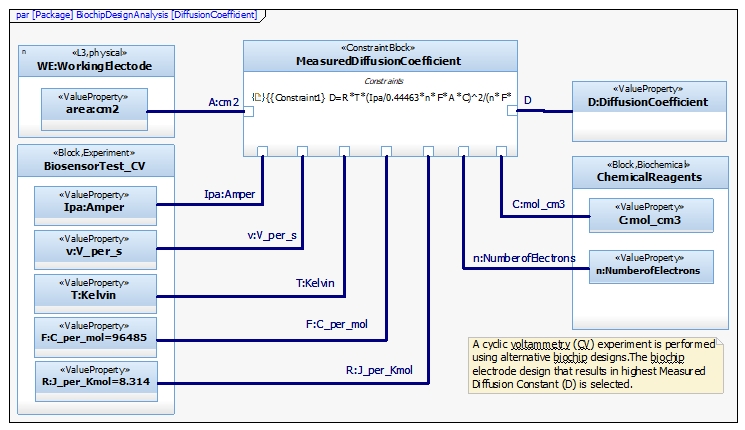 par [Package] BiochipDesignAnalysis [DiffusionCoefficient]
n
«L3,physical»
WE:WorkingElectode
«ValueProperty»
area:cm2
A:cm2
«ConstraintBlock»
MeasuredDiffusionCoefficient
Constraints
{}{{Constraint1} D=R*T*(Ipa/0.44463*n*F*A*C)^2/(n*F*
D
«ValueProperty»
D:DiffusionCoefficient
«Block,Experiment»
BiosensorTest_CV
«ValueProperty»
Ipa:Amper
Ipa:Amper
«ValueProperty»
v:V_per_s
v:V_per_s
«ValueProperty»
T:Kelvin
T:Kelvin
«ValueProperty»
F:C_per_mol=96485
F:C_per_mol
«ValueProperty»
R:J_per_Kmol=8.314
R:J_per_Kmol
«Block,Biochemical»
ChemicalReagents
«ValueProperty»
C:mol_cm3
C:mol_cm3
«ValueProperty»
n:NumberofElectrons
n:NumberofElectrons
A cyclic voltammetry (CV) experiment is performed
using alternative biochip designs.The biochip
electrode design that results in highest Measured
Diffusion Constant (D) is selected.